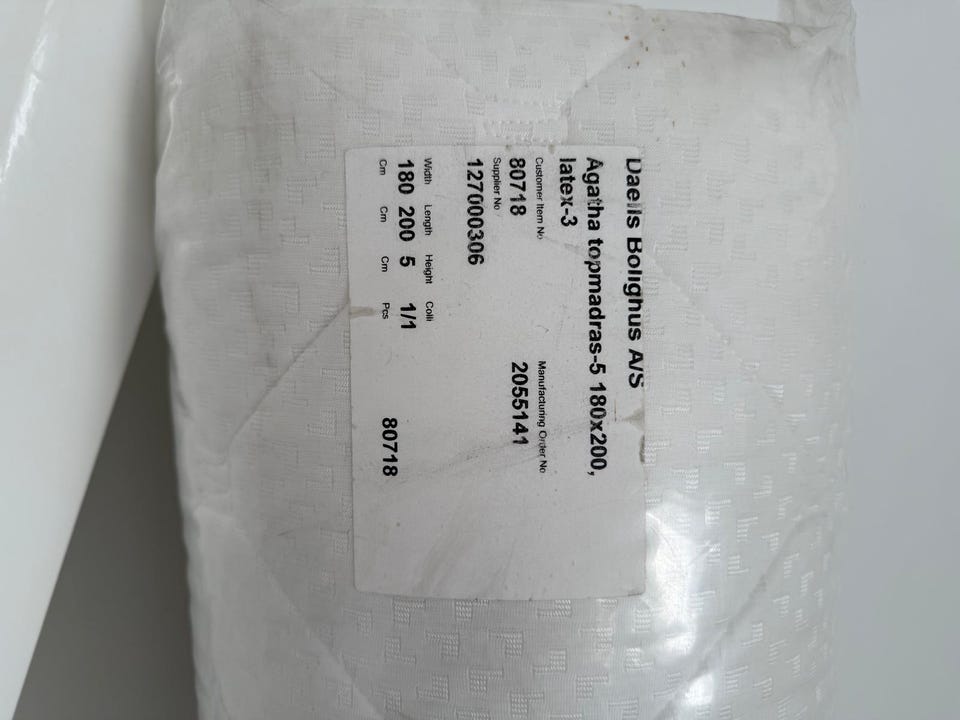 Daells Bolighus A/S
Agatha topmadras-5 180x200,
latex-3
Customer Item No
80718
Manufacturing Order No
2055141
Supplier No
127000306
Width Length Height Colli
180 200 5 1/1
Cm Cm Cm Pcs
80718